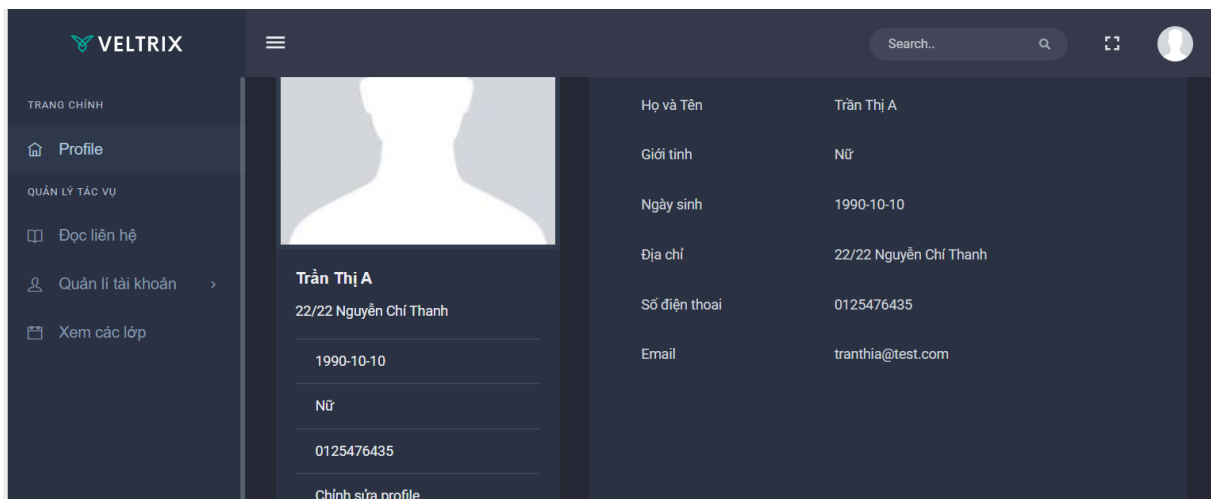 VELTRIX
Search..
TRANG CHÍNH
Profile
QUẢN LÝ TÁC VỤ
Đọc liên hệ
Quản lí tài khoản
Xem các lớp
Trần Thị A
22/22 Nguyễn Chí Thanh
1990-10-10
Nữ
0125476435
Chỉnh sửa profile
Họ và Tên Trần Thị A
Giới tinh Nữ
Ngày sinh 1990-10-10
Địa chỉ 22/22 Nguyễn Chí Thanh
Số điện thoai 0125476435
Email tranthia@test.com